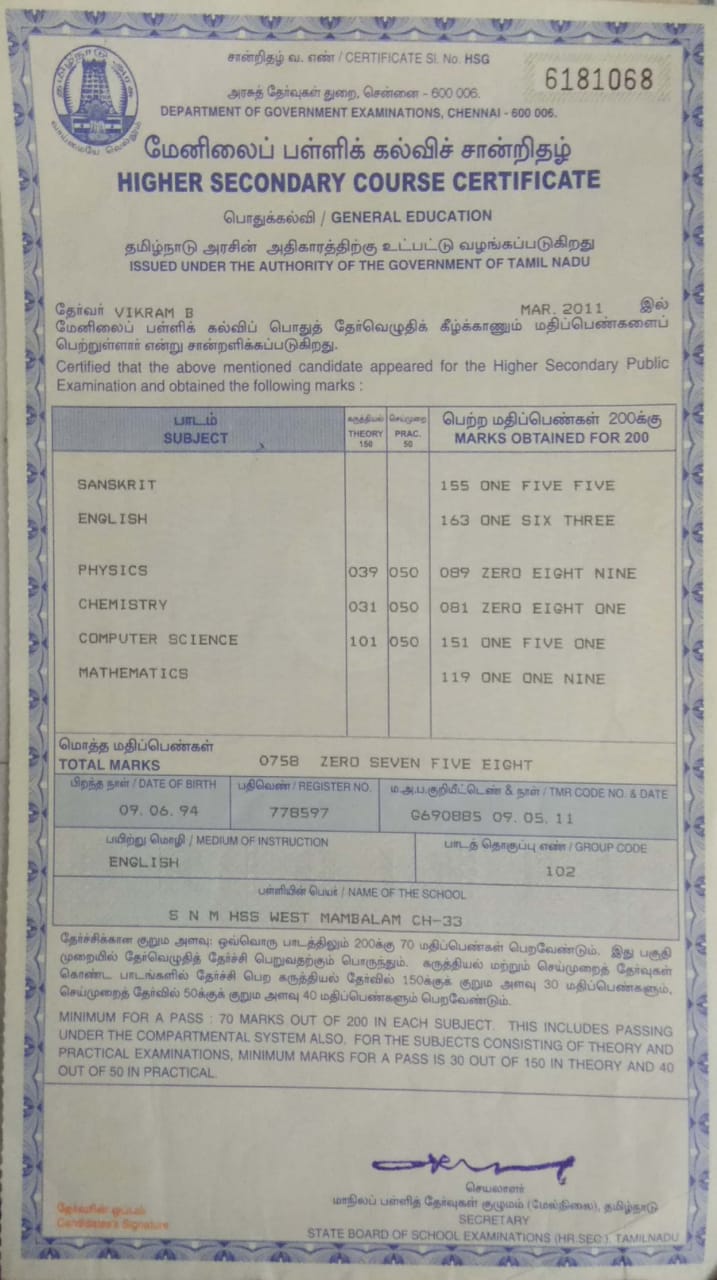 தமிழ்நாடு அரசு
வாய்மையே வெல்லும்
சான்றிதழ் வ. எண் / CERTIFICATE Sl. No. HSG
6181068
அரசுத் தேர்வுகள் துறை, சென்னை - 600 006.
DEPARTMENT OF GOVERNMENT EXAMINATIONS, CHENNAI - 600 006.
மேனிலைப் பள்ளிக் கல்விச் சான்றிதழ்
HIGHER SECONDARY COURSE CERTIFICATE
பொதுக்கல்வி / GENERAL EDUCATION
தமிழ்நாடு அரசின் அதிகாரத்திற்கு உட்பட்டு வழங்கப்படுகிறது
ISSUED UNDER THE AUTHORITY OF THE GOVERNMENT OF TAMIL NADU
தேர்வர் VIKRAM B MAR. 2011 இல்
மேனிலைப் பள்ளிக் கல்விப் பொதுத் தேர்வெழுதிக் கீழ்க்காணும் மதிப்பெண்களைப்
பெற்றுள்ளார் என்று சான்றளிக்கப்படுகிறது.
Certified that the above mentioned candidate appeared for the Higher Secondary Public
Examination and obtained the following marks :
பாடம் கருத்தியல் செய்முறை பெற்ற மதிப்பெண்கள் 200க்கு
SUBJECT THEORY 150 PRAC. 50 MARKS OBTAINED FOR 200
SANSKRIT 155 ONE FIVE FIVE
ENGLISH 163 ONE SIX THREE
PHYSICS 039 050 089 ZERO EIGHT NINE
CHEMISTRY 031 050 081 ZERO EIGHT ONE
COMPUTER SCIENCE 101 050 151 ONE FIVE ONE
MATHEMATICS 119 ONE ONE NINE
மொத்த மதிப்பெண்கள்
TOTAL MARKS 0758 ZERO SEVEN FIVE EIGHT
பிறந்த நாள் / DATE OF BIRTH பதிவெண் / REGISTER NO. ம.அ.ப.குறியீட்டெண் & நாள் / TMR CODE NO. & DATE
09.06.94 778597 G690885 09.05.11
பயிற்று மொழி / MEDIUM OF INSTRUCTION பாடத் தொகுப்பு எண் / GROUP CODE
ENGLISH 102
பள்ளியின் பெயர் / NAME OF THE SCHOOL
S N M HSS WEST MAMBALAM CH-33
தேர்ச்சிக்கான குறும அளவு: ஒவ்வொரு பாடத்திலும் 200க்கு 70 மதிப்பெண்கள் பெறவேண்டும். இது பகுதி
முறையில் தேர்வெழுதித் தேர்ச்சி பெறுவதற்கும் பொருந்தும். கருத்தியல் மற்றும் செய்முறைத் தேர்வுகள்
கொண்ட பாடங்களில் தேர்ச்சி பெற கருத்தியல் தேர்வில் 150க்குக் குறும அளவு 30 மதிப்பெண்களும்,
செய்முறைத் தேர்வில் 50க்குக் குறும அளவு 40 மதிப்பெண்களும் பெறவேண்டும்.
MINIMUM FOR A PASS : 70 MARKS OUT OF 200 IN EACH SUBJECT. THIS INCLUDES PASSING
UNDER THE COMPARTMENTAL SYSTEM ALSO. FOR THE SUBJECTS CONSISTING OF THEORY AND
PRACTICAL EXAMINATIONS, MINIMUM MARKS FOR A PASS IS 30 OUT OF 150 IN THEORY AND 40
OUT OF 50 IN PRACTICAL.
தேர்வரின் ஒப்பம்
Candidate's Signature
செயலாளர்
மாநிலப் பள்ளித் தேர்வுகள் குழுமம் (மேல்நிலை), தமிழ்நாடு
SECRETARY
STATE BOARD OF SCHOOL EXAMINATIONS (HR.SEC.), TAMILNADU